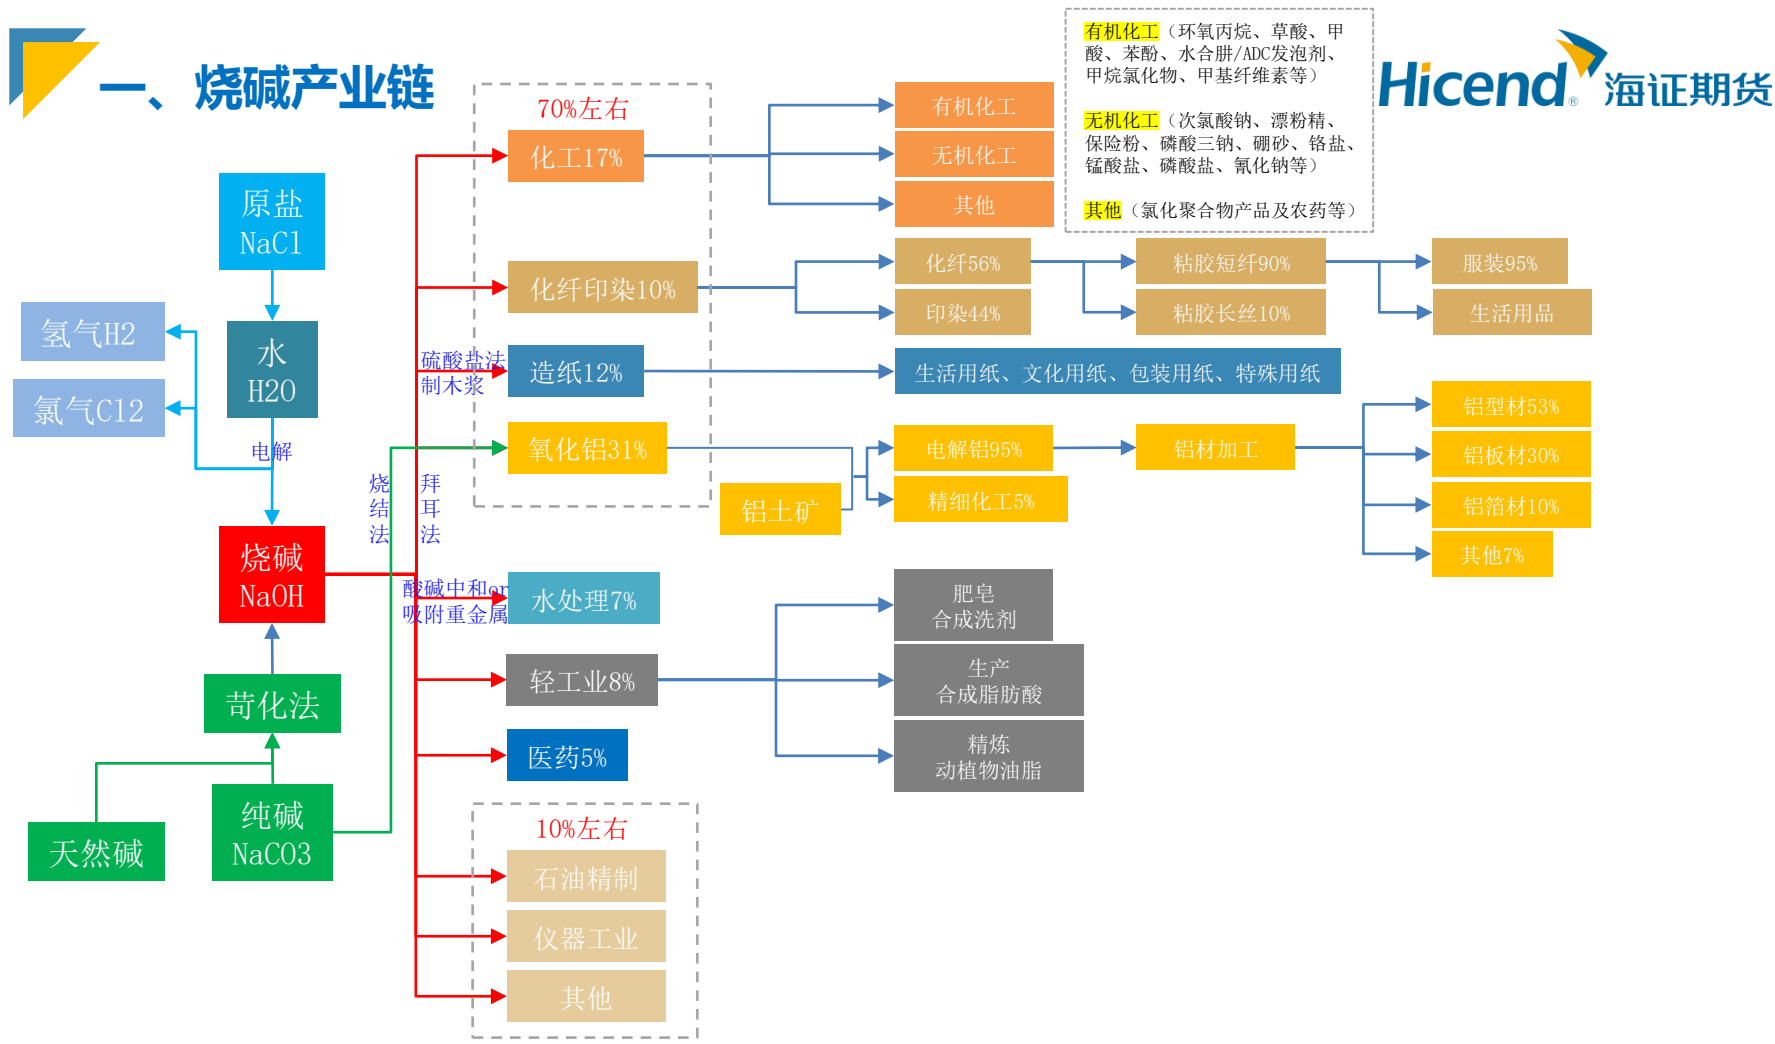 一、烧碱产业链
有机化工（环氧丙烷、草酸、甲
酸、苯酚、水合肼/ADC发泡剂、
甲烷氯化物、甲基纤维素等）
无机化工（次氯酸钠、漂粉精、
保险粉、磷酸三钠、硼砂、铬盐、
锰酸盐、磷酸盐、氰化钠等）
其他（氯化聚合物产品及农药等）
Hicend® 海证期货
70%左右
化工17%
有机化工
无机化工
其他
原盐
NaCl
化纤印染10%
化纤56%
粘胶短纤90%
服装95%
印染44%
粘胶长丝10%
生活用品
氢气H2
水
H2O
氯气Cl2
电解
硫酸盐法
制木浆
造纸12%
生活用纸、文化用纸、包装用纸、特殊用纸
氧化铝31%
铝土矿
电解铝95%
精细化工5%
铝材加工
铝型材53%
铝板材30%
铝箔材10%
其他7%
烧
结
法
拜
耳
法
烧碱
NaOH
酸碱中和or
吸附重金属
水处理7%
肥皂
合成洗剂
轻工业8%
生产
合成脂肪酸
苛化法
医药5%
精炼
动植物油脂
纯碱
NaCO3
天然碱
10%左右
石油精制
仪器工业
其他